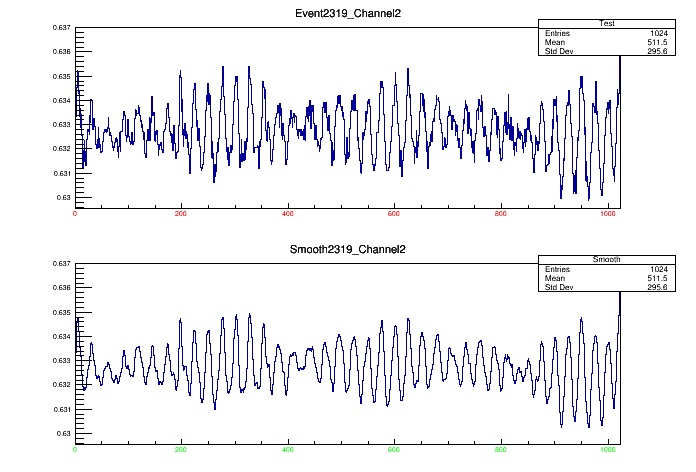 Event2319_Channel2
Test
Entries 1024
Mean 511.5
Std Dev 295.6
0.637
0.636
0.635
0.634
0.633
0.632
0.631
0.63
0 200 400 600 800 1000
Smooth2319_Channel2
Smooth
Entries 1024
Mean 511.5
Std Dev 295.6
0.637
0.636
0.635
0.634
0.633
0.632
0.631
0.63
0 200 400 600 800 1000